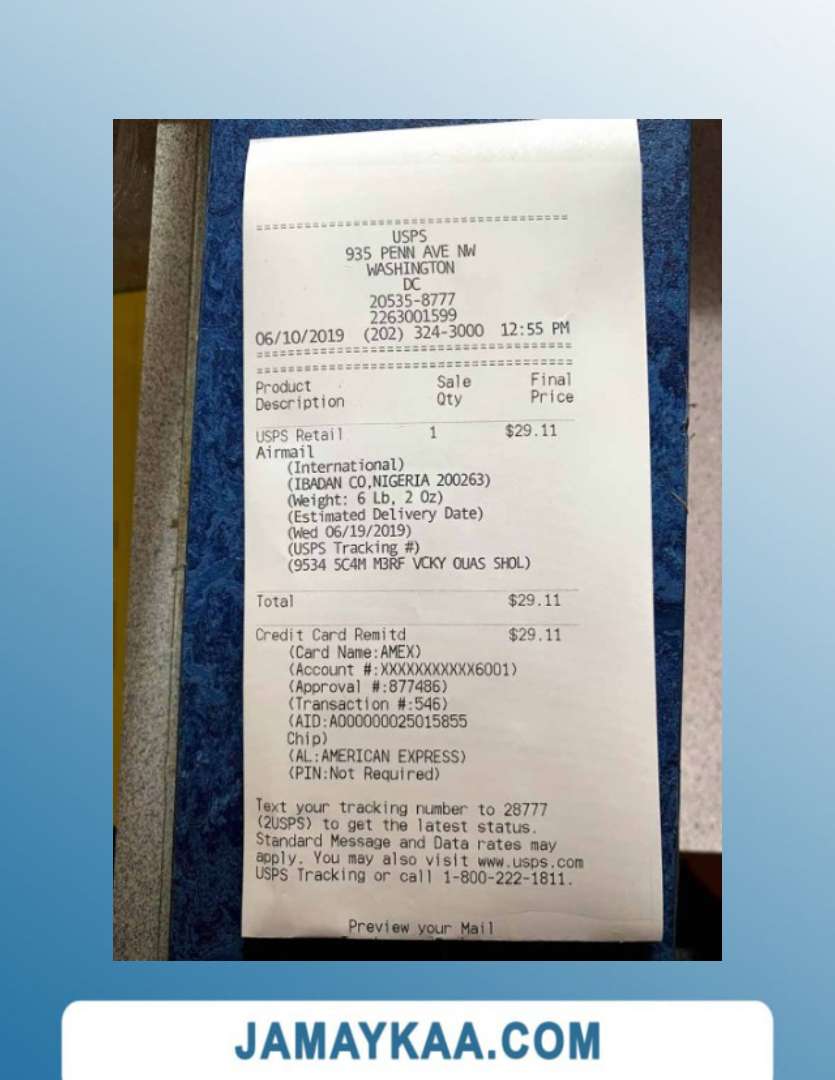 ===================================
USPS
935 PENN AVE NW
WASHINGTON
DC
20535-8777
2263001599
06/10/2019 (202) 324-3000 12:55 PM
===================================
===================================
Product Sale Final
Description Qty Price
USPS Retail 1 $29.11
Airmail
(International)
(IBADAN CO,NIGERIA 200263)
(Weight: 6 Lb, 2 Oz)
(Estimated Delivery Date)
(Wed 06/19/2019)
(USPS Tracking #)
(9534 5C4M M3RF VCKY OUAS SHOL)
Total $29.11
Credit Card Remitd $29.11
(Card Name:AMEX)
(Account #:XXXXXXXXXXX6001)
(Approval #:877486)
(Transaction #:546)
(AID:A000000025015855
Chip)
(AL:AMERICAN EXPRESS)
(PIN:Not Required)
Text your tracking number to 28777
(2USPS) to get the latest status.
Standard Message and Data rates may
apply. You may also visit www.usps.com
USPS Tracking or call 1-800-222-1811.
Preview your Mail
JAMAYKAA.COM